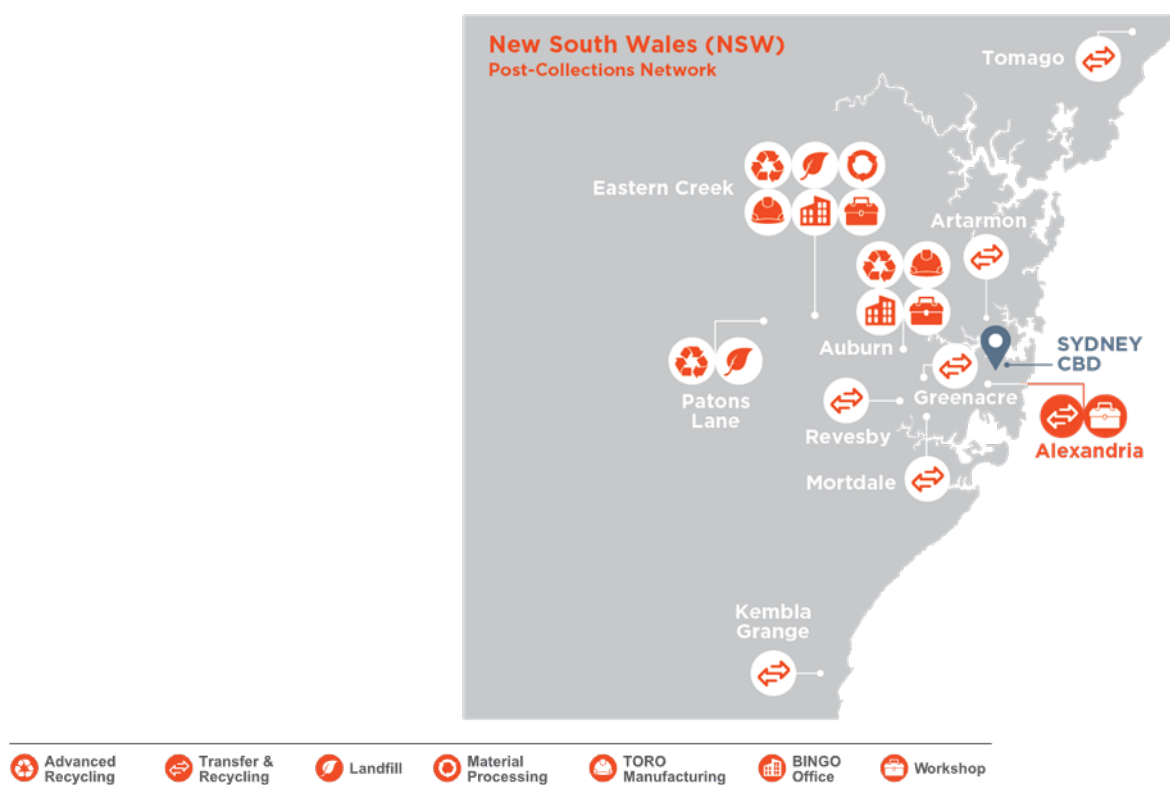 New South Wales (NSW)
Post-Collections Network
Tomago
Eastern Creek
Artarmon
Auburn
SYDNEY
CBD
Greenacre
Patons
Lane
Revesby
Alexandria
Mortdale
Kembla
Grange
Advanced
Recycling
Transfer &
Recycling
Landfill
Material
Processing
TORO
Manufacturing
BINGO
Office
Workshop